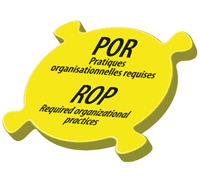 POR
Pratiques
organisationnelles requises
ROP
Required organizational
practices